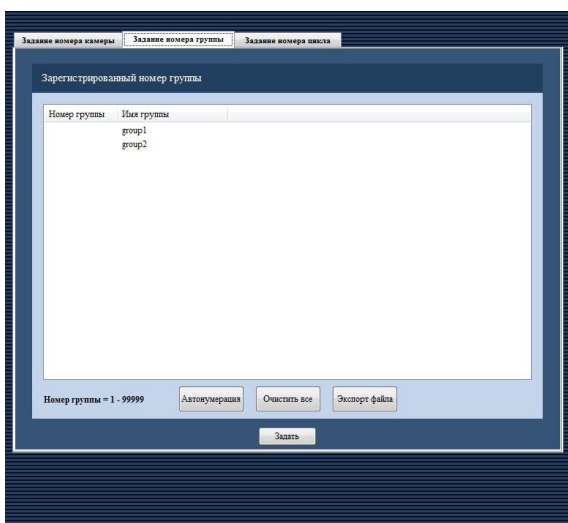 Задание номера камеры Задание номера группы Задание номера цикла
Зарегистрированный номер группы
Номер группы Имя группы
group1
group2
Номер группы = 1 - 99999 Автонумерация Очистить все Экспорт файла
Задать